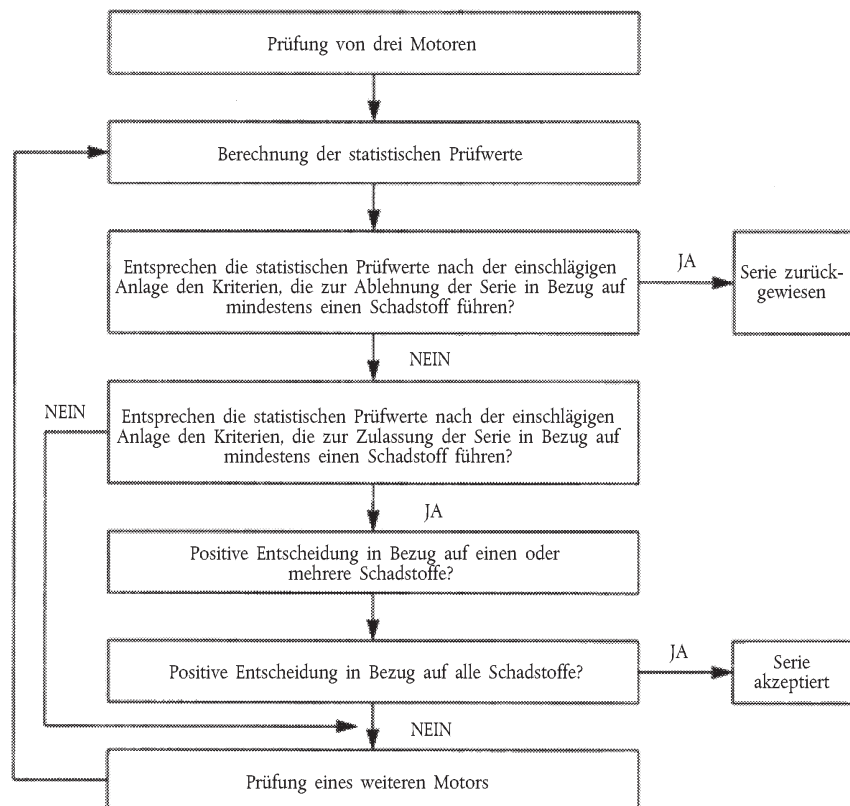 Prüfung von drei Motoren
Berechnung der statistischen Prüfwerte
Entsprechen die statistischen Prüfwerte nach der einschlägigen
Anlage den Kriterien, die zur Ablehnung der Serie in Bezug auf
mindestens einen Schadstoff führen?
JA
Serie zurück-
gewiesen
NEIN
NEIN
Entsprechen die statistischen Prüfwerte nach der einschlägigen
Anlage den Kriterien, die zur Zulassung der Serie in Bezug auf
mindestens einen Schadstoff führen?
JA
Positive Entscheidung in Bezug auf einen oder
mehrere Schadstoffe?
Positive Entscheidung in Bezug auf alle Schadstoffe?
JA
Serie
akzeptiert
NEIN
Prüfung eines weiteren Motors